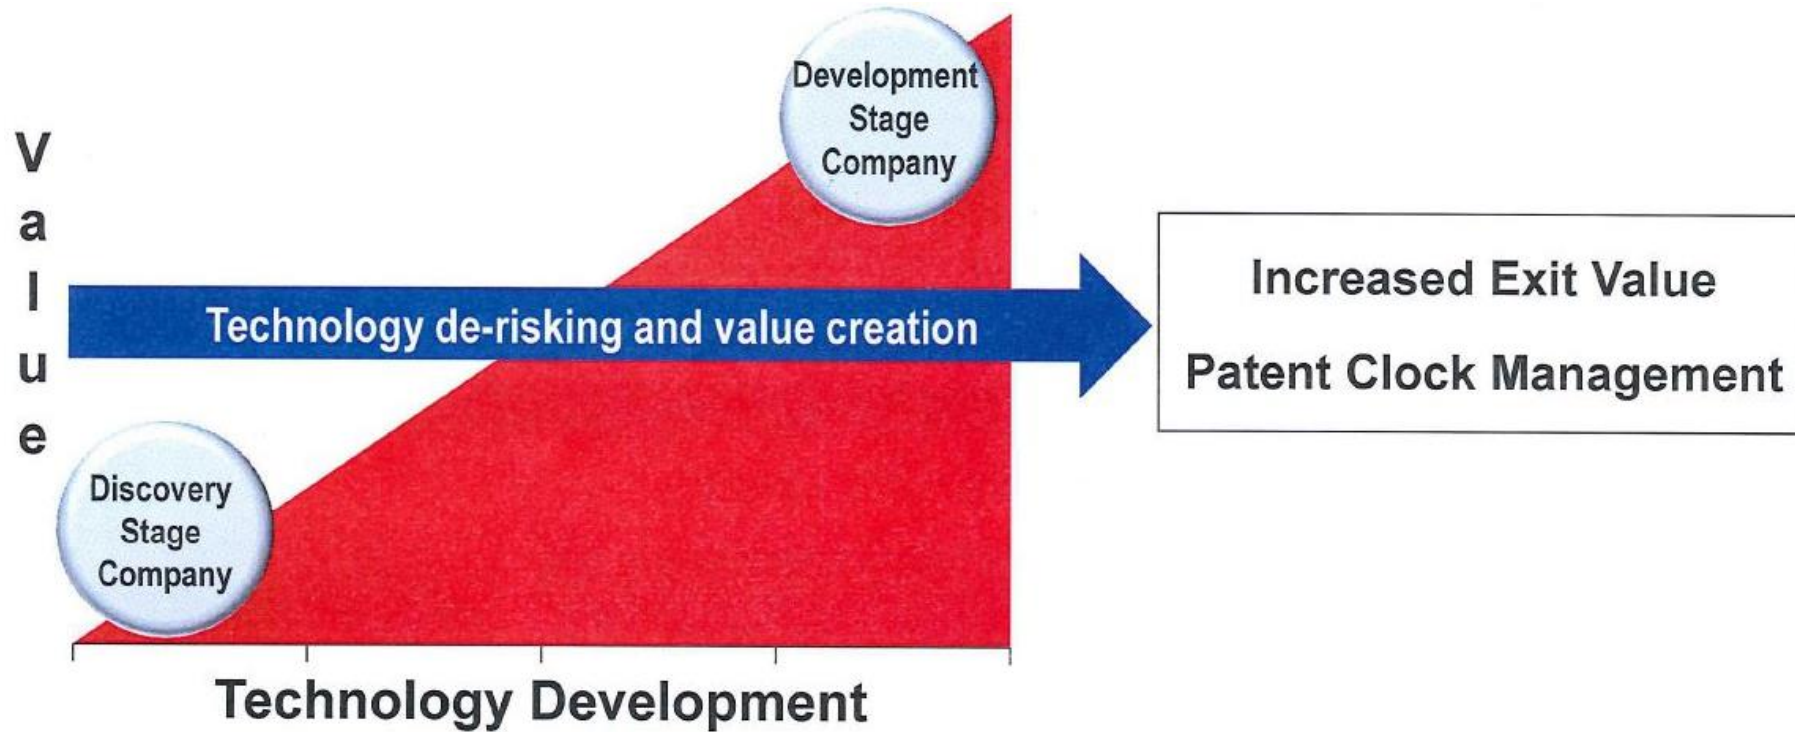 Development
Stage
Company
Value
Technology de-risking and value creation
Increased Exit Value
Patent Clock Management
Discovery
Stage
Company
Technology Development